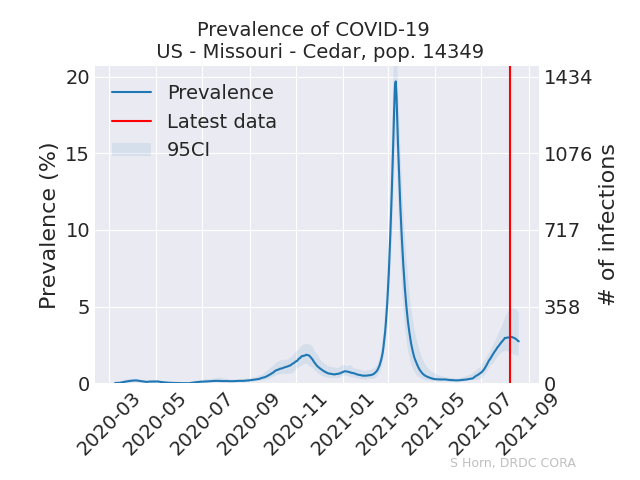 Prevalence of COVID-19
US - Missouri - Cedar, pop. 14349
Prevalence
Latest data
95CI
Prevalence (%)
20
15
10
5
0
# of infections
1434
1076
717
358
0
2020-03
2020-05
2020-07
2020-09
2020-11
2021-01
2021-03
2021-05
2021-07
2021-09
S Horn, DRDC CORA